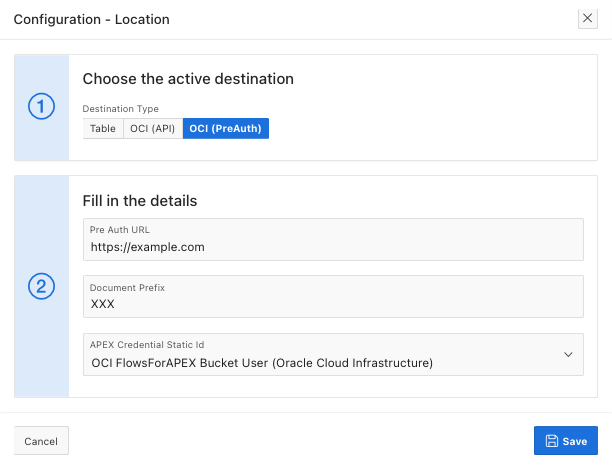 Configuration - Location
1
Choose the active destination
Destination Type
Table OCI (API) OCI (PreAuth)
2
Fill in the details
Pre Auth URL
https://example.com
Document Prefix
XXX
APEX Credential Static Id
OCI FlowsForAPEX Bucket User (Oracle Cloud Infrastructure)
Cancel Save